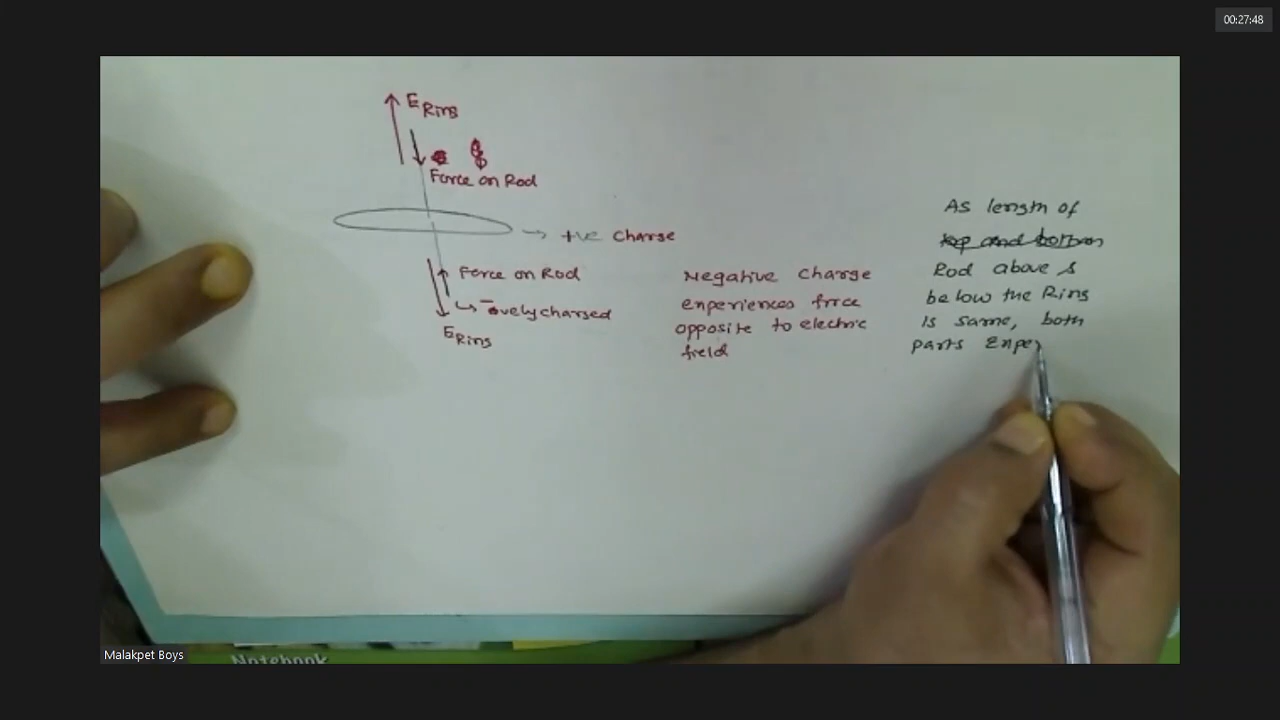 00:27:48
E Ring
Force on Rod
→ +ve charge
Force on Rod
↳ -vely charged
E Ring
Negative charge
enperiences force
opposite to electric
field
As length of
top and bottom
Rod above &
below the Ring
is same, both
parts Enper
Malakpet Boys
Notebook